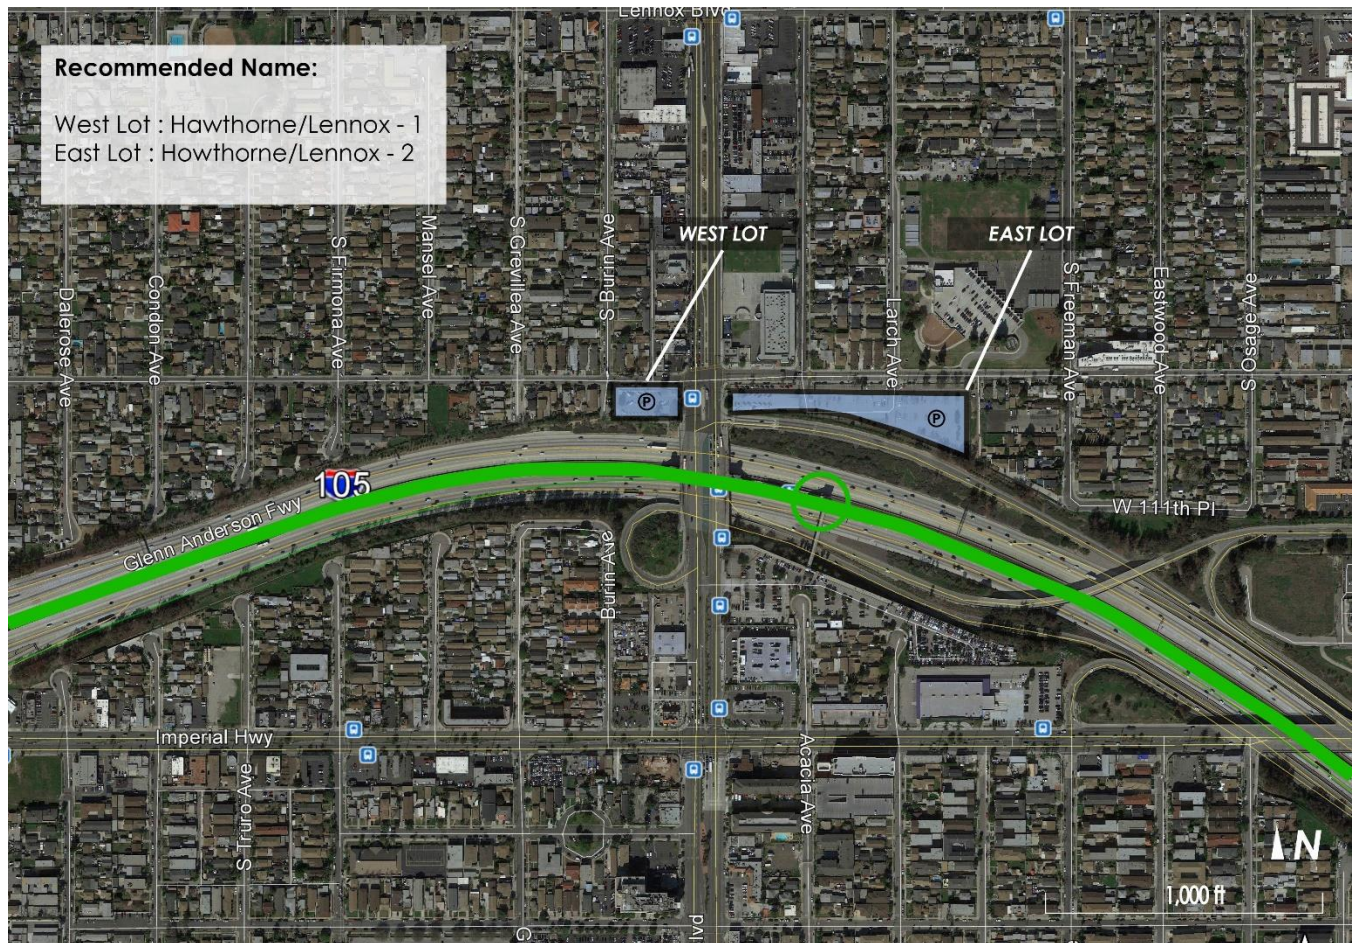 Lennox Blvd
Recommended Name:
West Lot : Hawthorne/Lennox - 1
East Lot : Howthorne/Lennox - 2
WEST LOT
EAST LOT
Dalerose Ave
Condon Ave
S Firmona Ave
Mansel Ave
S Grevillea Ave
S Burin Ave
Larch Ave
S Freeman Ave
Eastwood Ave
S Osage Ave
P
P
105
Glenn Anderson Fwy
W 111th Pl
Burin Ave
Imperial Hwy
S Truro Ave
Acacia Ave
N
1,000 ft
G
lvd